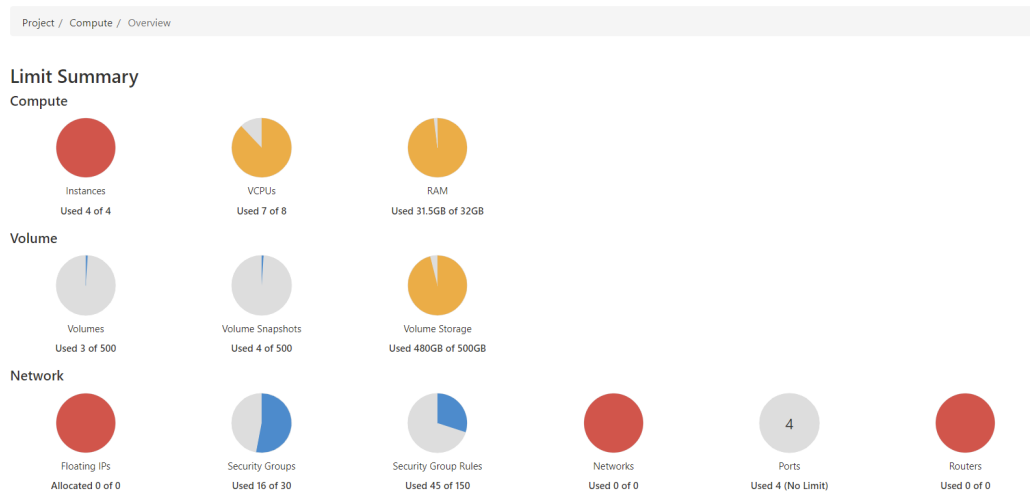 Project / Compute / Overview
Limit Summary
Compute
Instances
Used 4 of 4
VCPUs
Used 7 of 8
RAM
Used 31.5GB of 32GB
Volume
Volumes
Used 3 of 500
Volume Snapshots
Used 4 of 500
Volume Storage
Used 480GB of 500GB
Network
Floating IPs
Allocated 0 of 0
Security Groups
Used 16 of 30
Security Group Rules
Used 45 of 150
Networks
Used 0 of 0
4
Ports
Used 4 (No Limit)
Routers
Used 0 of 0